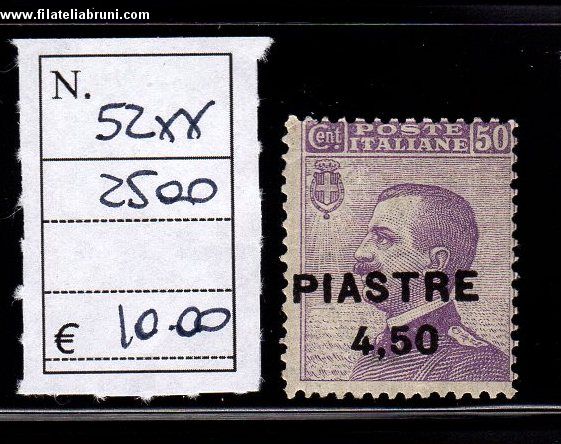 www.filateliabruni.com
N.
52xx
2500
€ 10.00
Cent POSTE 50
ITALIANE
PIASTRE
4,50